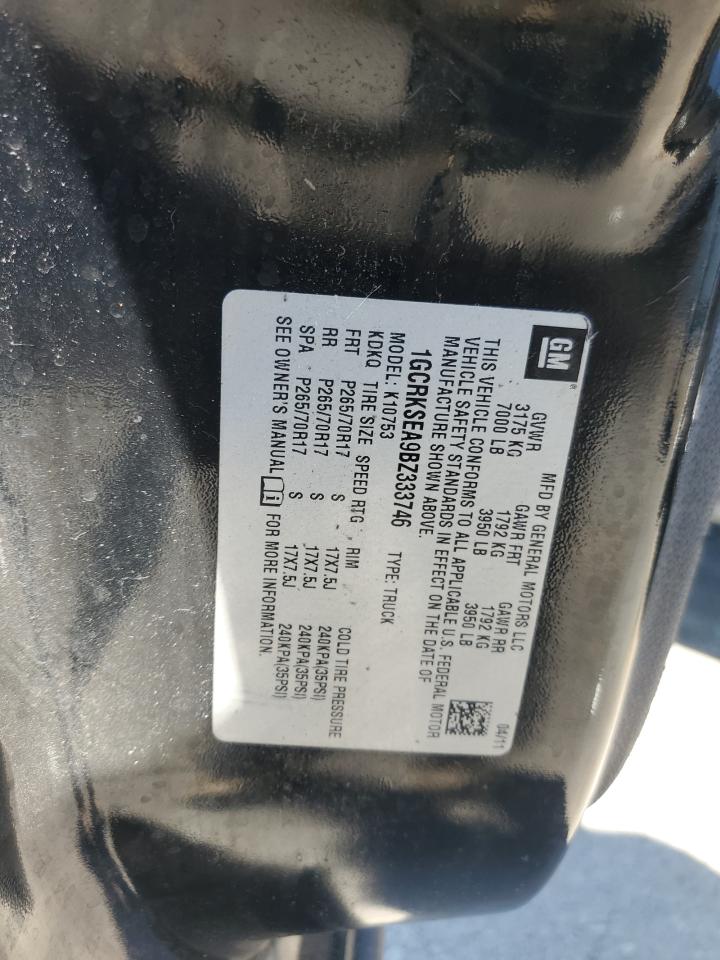 GM
®
MFD BY GENERAL MOTORS LLC 04/11
GVWR GAWR FRT GAWR RR
3175 KG 1792 KG 1792 KG
7000 LB 3950 LB 3950 LB
THIS VEHICLE CONFORMS TO ALL APPLICABLE U.S. FEDERAL MOTOR
VEHICLE SAFETY STANDARDS IN EFFECT ON THE DATE OF
MANUFACTURE SHOWN ABOVE.
1GCRKSEA9BZ333746 TYPE: TRUCK
MODEL: K10753
KDKQ TIRE SIZE SPEED RTG RIM COLD TIRE PRESSURE
FRT P265/70R17 S 17X7.5J 240KPA(35PSI)
RR P265/70R17 S 17X7.5J 240KPA(35PSI)
SPA P265/70R17 S 17X7.5J 240KPA(35PSI)
SEE OWNER'S MANUAL i FOR MORE INFORMATION.